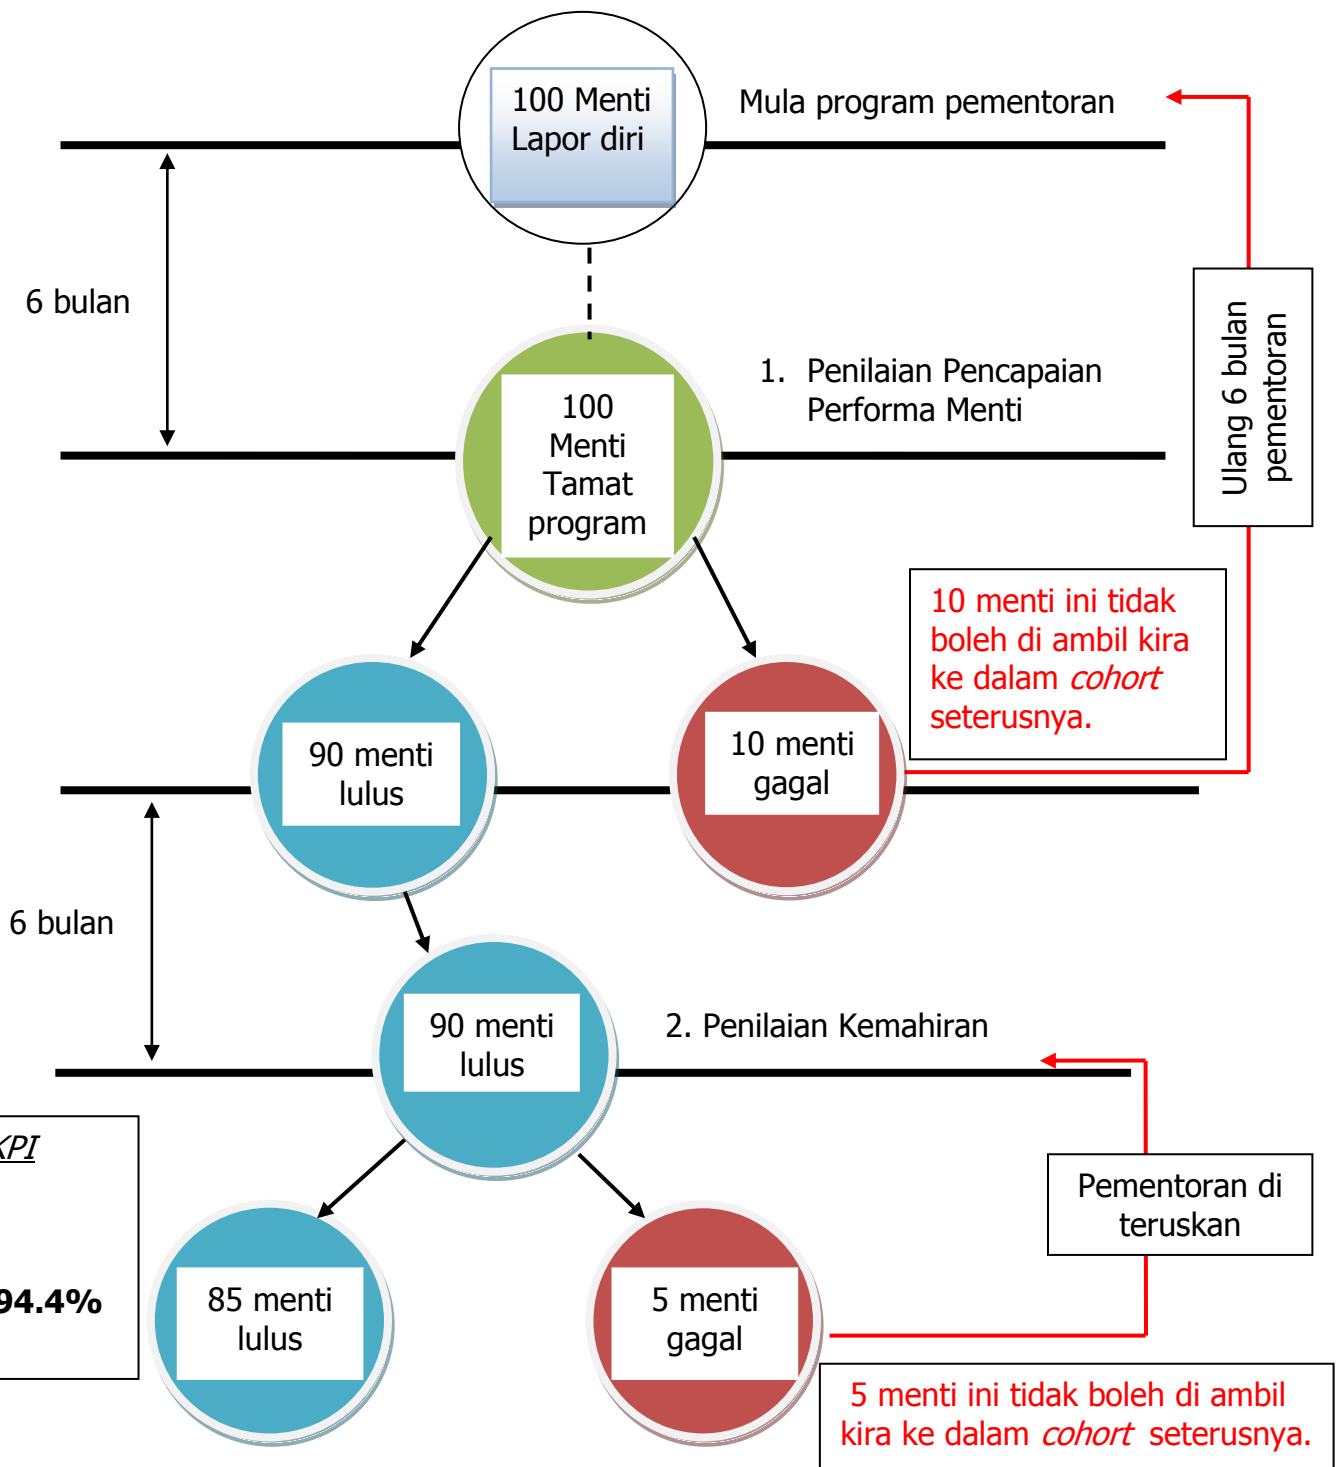 100 Menti
Lapor diri
Mula program pementoran
6 bulan
Ulang 6 bulan
pementoran
1. Penilaian Pencapaian
Performa Menti
100
Menti
Tamat
program
10 menti ini tidak
boleh di ambil kira
ke dalam cohort
seterusnya.
90 menti
lulus
10 menti
gagal
6 bulan
90 menti
lulus
2. Penilaian Kemahiran
KPI
94.4%
Pementoran di
teruskan
85 menti
lulus
5 menti
gagal
5 menti ini tidak boleh di ambil
kira ke dalam cohort seterusnya.